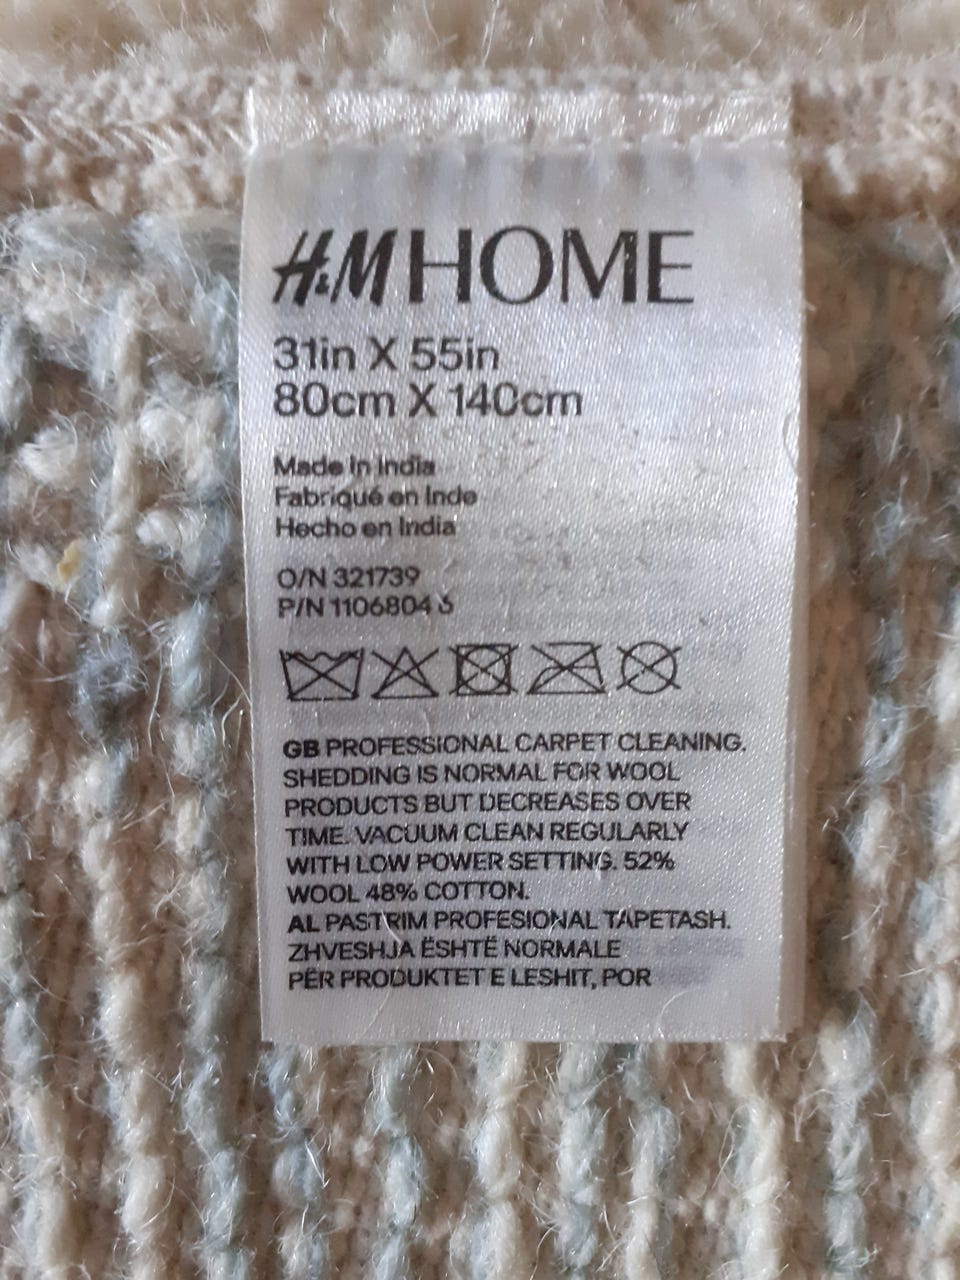 H&M HOME
31in X 55in
80cm X 140cm
Made in India
Fabriqué en Inde
Hecho en India
O/N 321739
P/N 1106804
GB PROFESSIONAL CARPET CLEANING.
SHEDDING IS NORMAL FOR WOOL
PRODUCTS BUT DECREASES OVER
TIME. VACUUM CLEAN REGULARLY
WITH LOW POWER SETTING. 52%
WOOL 48% COTTON.
AL PASTRIM PROFESIONAL TAPETASH.
ZHVESHJA ËSHTË NORMALE
PËR PRODUKTET E LESHIT, POR